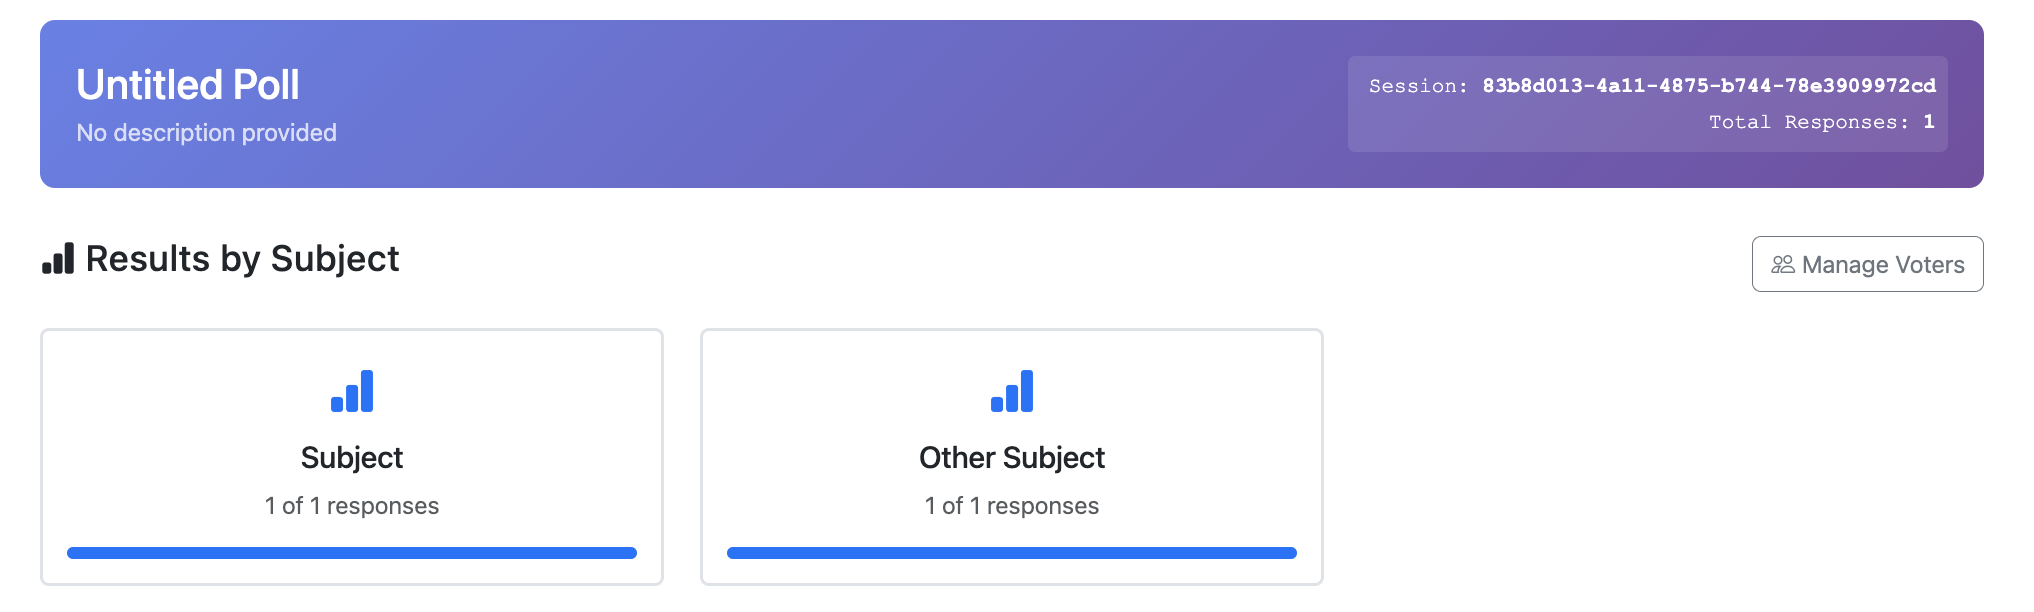 Untitled Poll
No description provided
Session: 83b8d013-4a11-4875-b744-78e3909972cd
Total Responses: 1
Results by Subject
Manage Voters
Subject
1 of 1 responses
Other Subject
1 of 1 responses